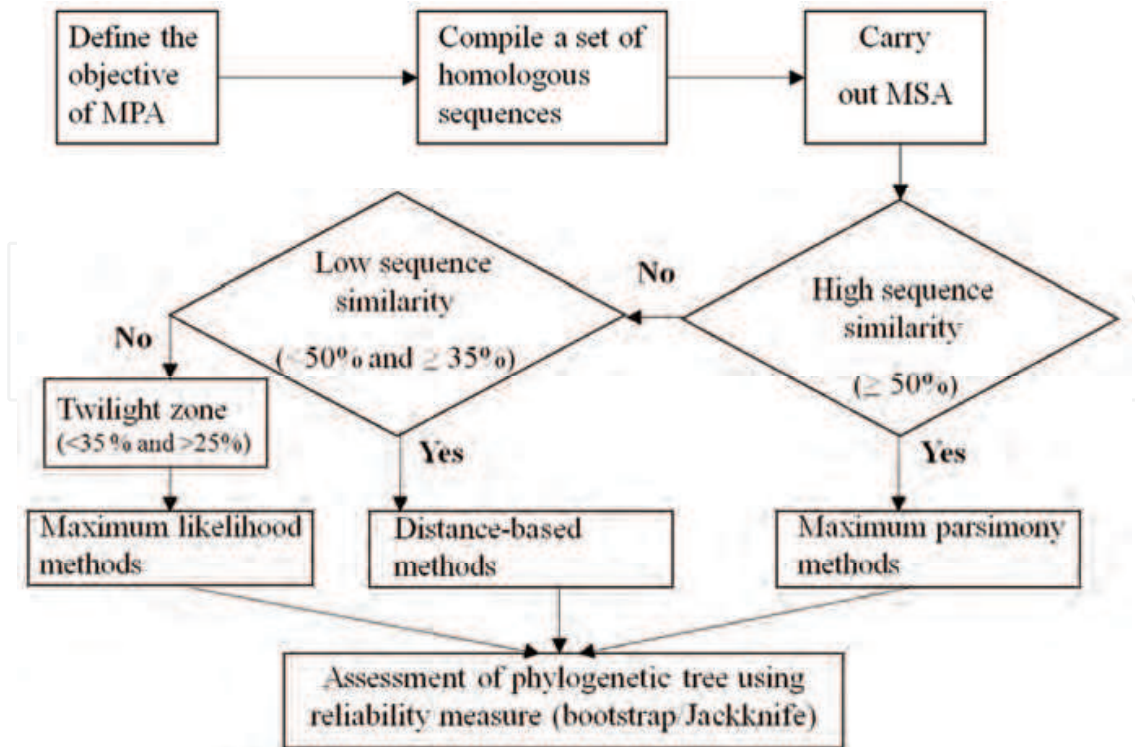 Define the
objective
of MPA
Compile a set of
homologous
sequences
Carry
out MSA
Low sequence
similarity
(<50% and ≥ 35%)
No
High sequence
similarity
(≥ 50%)
No
Twilight zone
(<35 % and >25%)
Yes
Yes
Maximum likelihood
methods
Distance-based
methods
Maximum parsimony
methods
Assessment of phylogenetic tree using
reliability measure (bootstrap/Jackknife)